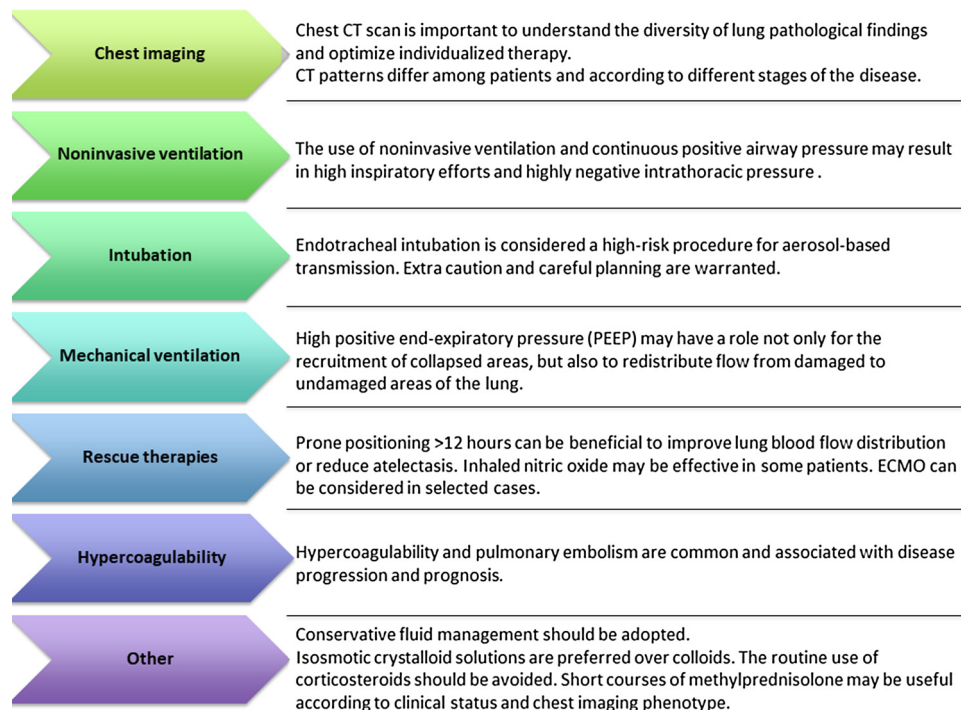 Chest imaging
Chest CT scan is important to understand the diversity of lung pathological findings
and optimize individualized therapy.
CT patterns differ among patients and according to different stages of the disease.
Noninvasive ventilation
The use of noninvasive ventilation and continuous positive airway pressure may result
in high inspiratory efforts and highly negative intrathoracic pressure .
Intubation
Endotracheal intubation is considered a high-risk procedure for aerosol-based
transmission. Extra caution and careful planning are warranted.
Mechanical ventilation
High positive end-expiratory pressure (PEEP) may have a role not only for the
recruitment of collapsed areas, but also to redistribute flow from damaged to
undamaged areas of the lung.
Rescue therapies
Prone positioning >12 hours can be beneficial to improve lung blood flow distribution
or reduce atelectasis. Inhaled nitric oxide may be effective in some patients. ECMO can
be considered in selected cases.
Hypercoagulability
Hypercoagulability and pulmonary embolism are common and associated with disease
progression and prognosis.
Other
Conservative fluid management should be adopted.
Isosmotic crystalloid solutions are preferred over colloids. The routine use of
corticosteroids should be avoided. Short courses of methylprednisolone may be useful
according to clinical status and chest imaging phenotype.